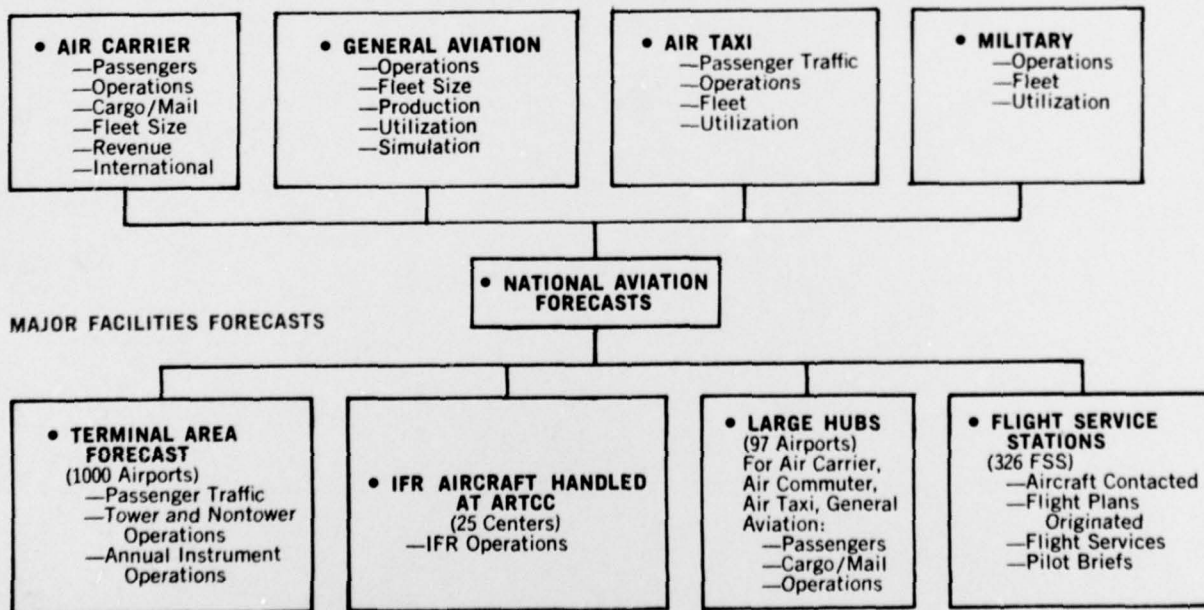 • AIR CARRIER
—Passengers
—Operations
—Cargo/Mail
—Fleet Size
—Revenue
—International
• GENERAL AVIATION
—Operations
—Fleet Size
—Production
—Utilization
—Simulation
• AIR TAXI
—Passenger Traffic
—Operations
—Fleet
—Utilization
• MILITARY
—Operations
—Fleet
—Utilization
• NATIONAL AVIATION
FORECASTS
MAJOR FACILITIES FORECASTS
• TERMINAL AREA
FORECAST
(1000 Airports)
—Passenger Traffic
—Tower and Nontower
Operations
—Annual Instrument
Operations
• IFR AIRCRAFT HANDLED
AT ARTCC
(25 Centers)
—IFR Operations
• LARGE HUBS
(97 Airports)
For Air Carrier,
Air Commuter,
Air Taxi, General
Aviation:
—Passengers
—Cargo/Mail
—Operations
• FLIGHT SERVICE
STATIONS
(326 FSS)
—Aircraft Contacted
—Flight Plans
Originated
—Flight Services
—Pilot Briefs